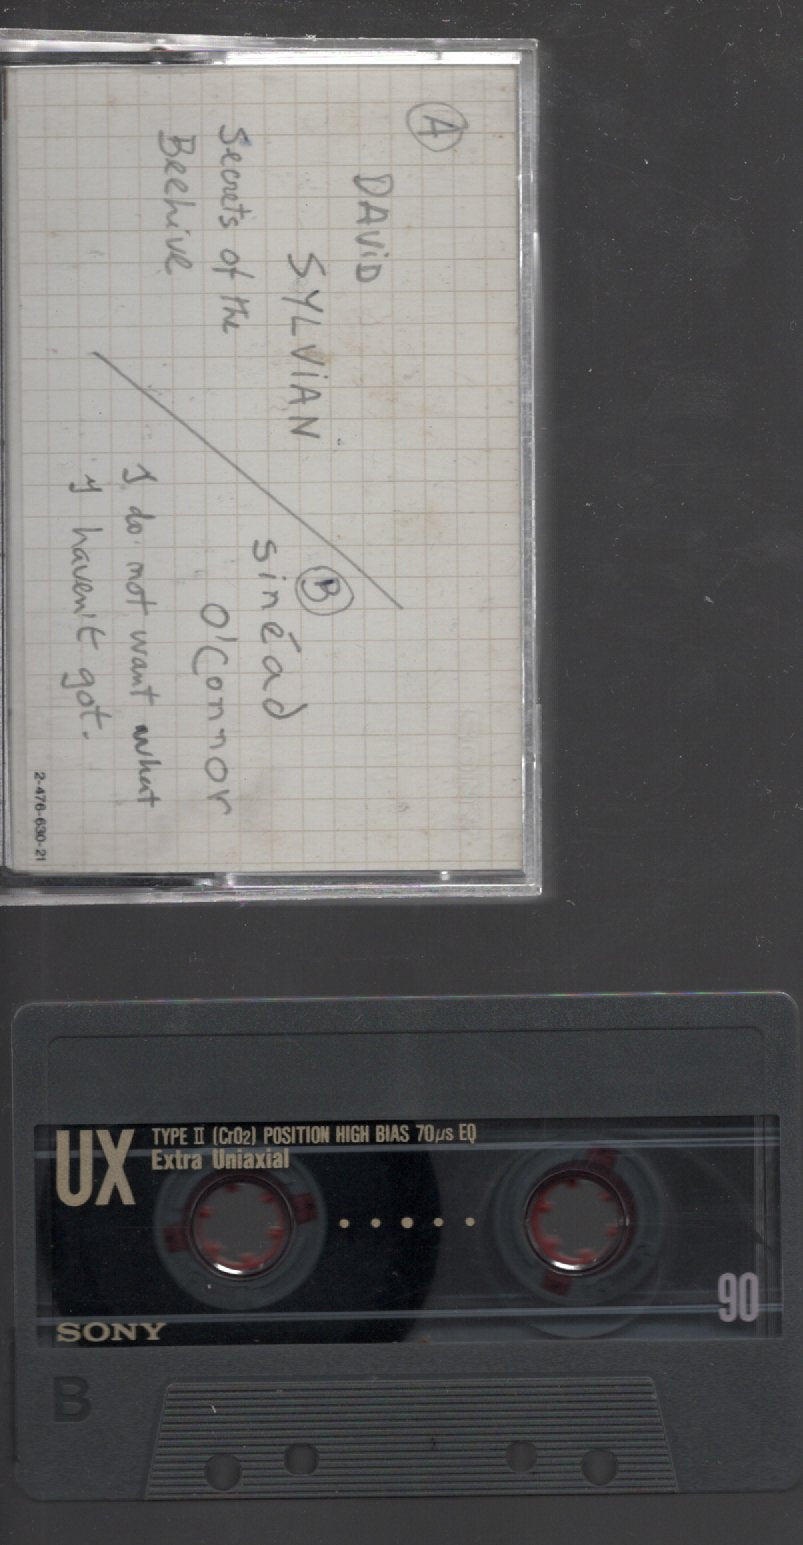 A
DAViD
SYLViAN
Secrets of the
Beehive
B
sinéad
O'Connor
I do not want what
I haven't got.
2-476-630-21
UX
TYPE II (CrO2) POSITION HIGH BIAS 70μs EQ
Extra Uniaxial
90
SONY
B